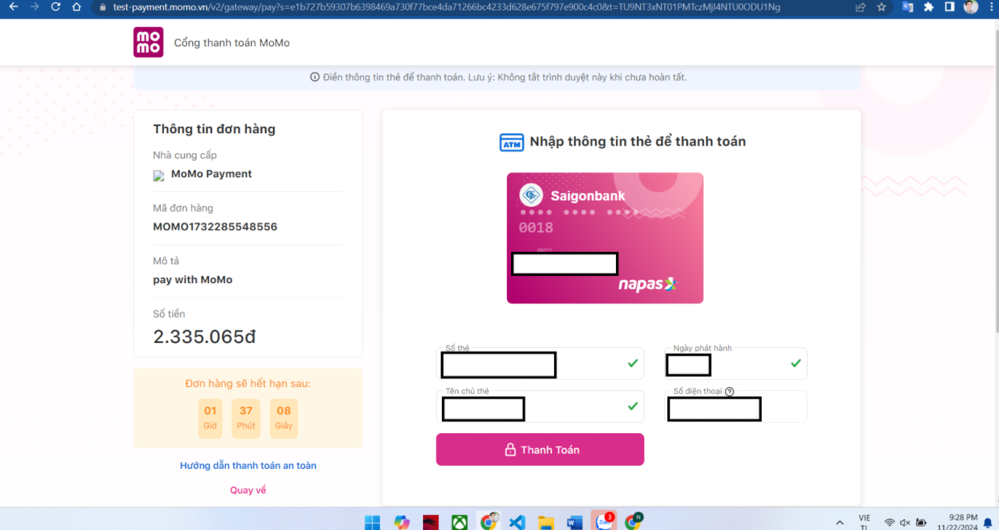 test-payment.momo.vn/v2/gateway/pay?s=e1b727b59307b6398469a730f77bce4da71266bc4233d628e675f797e900c4c0&t=TU9NT3xNT01PMTczMjI4NTU0ODU1Ng
mo
mo
Cổng thanh toán MoMo
Điền thông tin thẻ để thanh toán. Lưu ý: Không tắt trình duyệt này khi chưa hoàn tất.
Thông tin đơn hàng
Nhà cung cấp
MoMo Payment
Mã đơn hàng
MOMO1732285548556
Mô tả
pay with MoMo
Số tiền
2.335.065đ
Đơn hàng sẽ hết hạn sau:
01 37 08
Giờ Phút Giây
Hướng dẫn thanh toán an toàn
Quay về
ATM Nhập thông tin thẻ để thanh toán
Saigonbank
0018
napas
Số thẻ
Ngày phát hành
Tên chủ thẻ
Số điện thoại
Thanh Toán
Zalo 3
N
VIE
TL
9:28 PM
11/22/2024